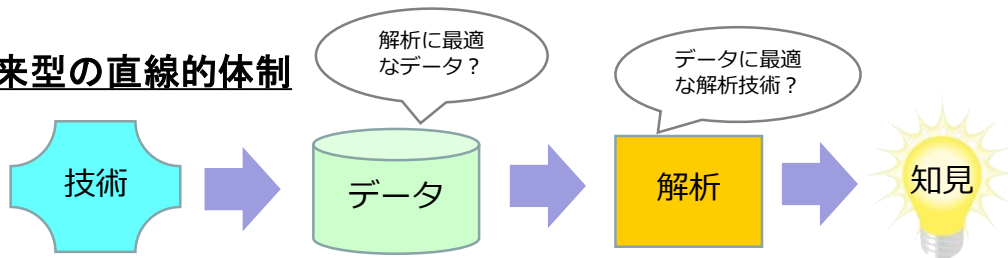 来型の直線的体制
解析に最適
なデータ？
データに最適
な解析技術？
技術
データ
解析
知見